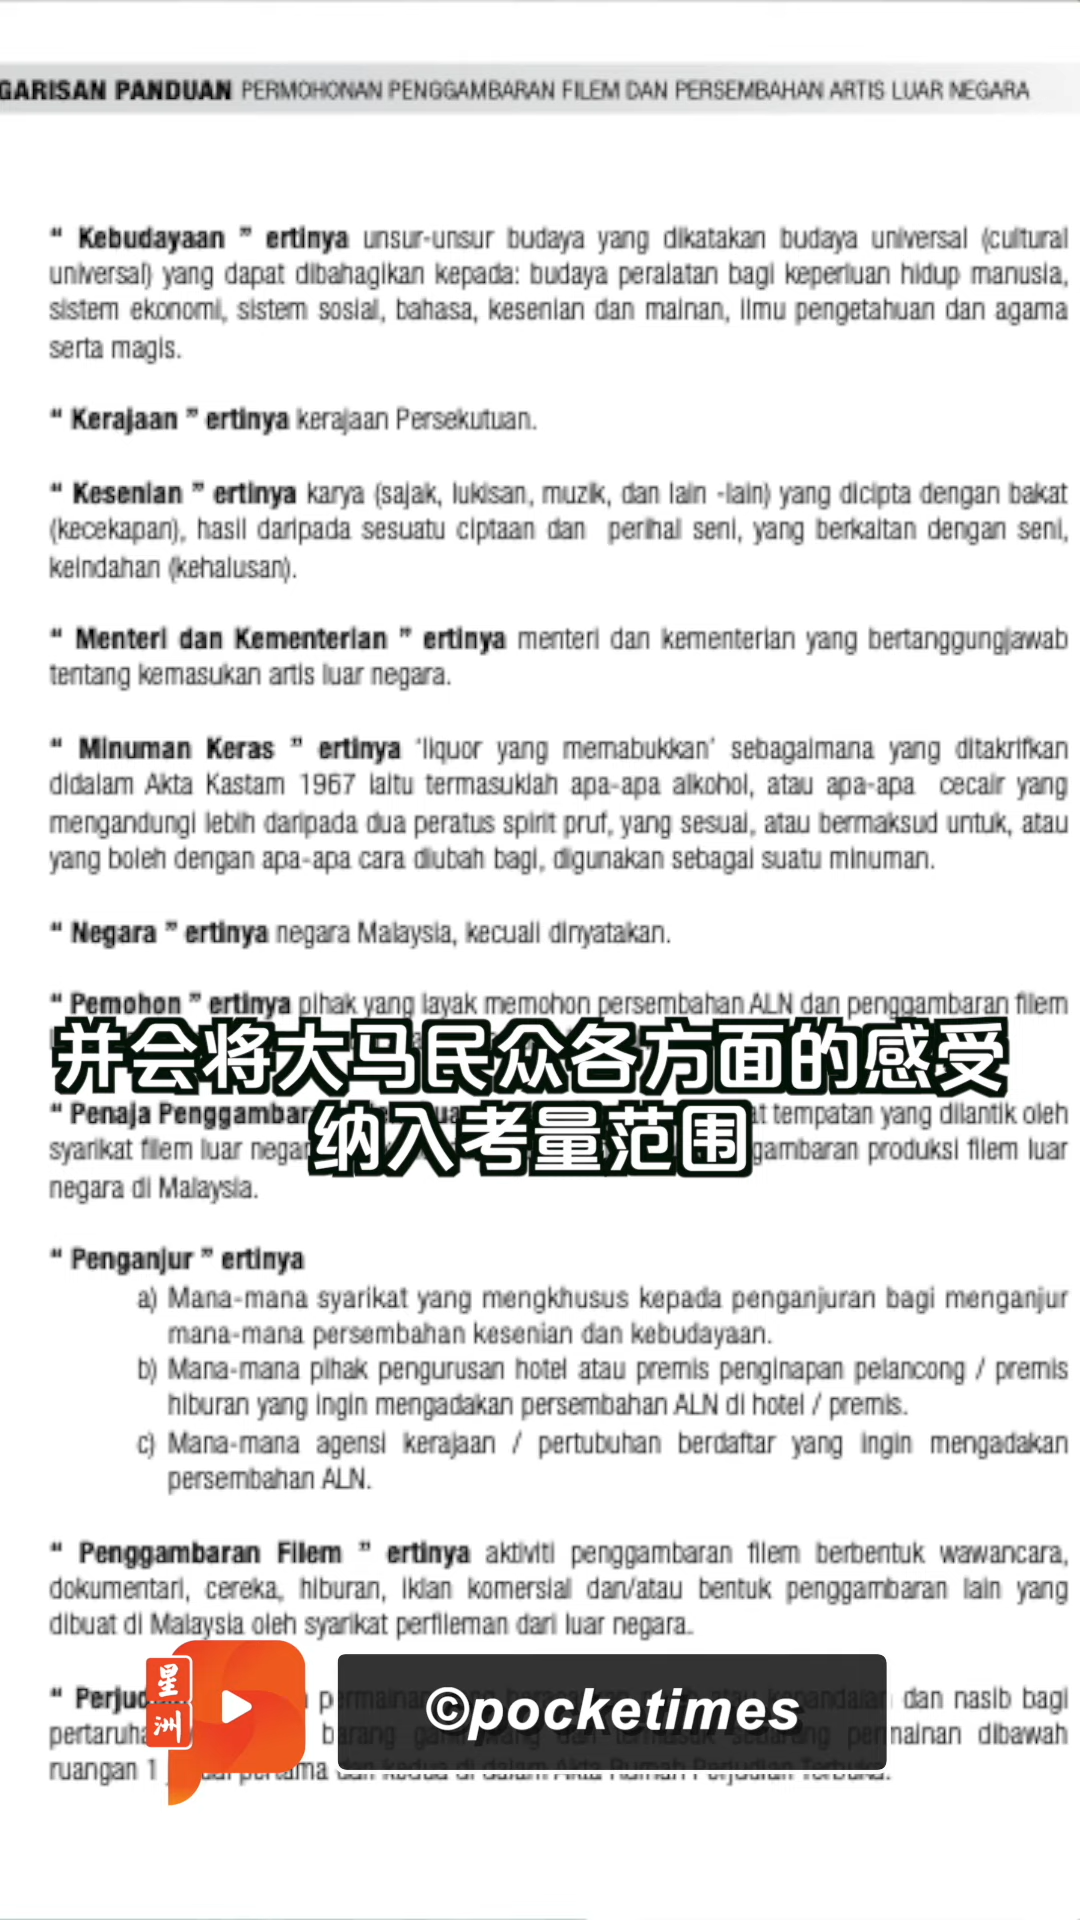 GARISAN PANDUAN PERMOHONAN PENGGAMBARAN FILEM DAN PERSEMBAHAN ARTIS LUAR NEGARA
“ Kebudayaan ” ertinya unsur-unsur budaya yang dikatakan budaya universal (cultural
universal) yang dapat dibahagikan kepada: budaya peralatan bagi keperluan hidup manusia,
sistem ekonomi, sistem sosial, bahasa, kesenian dan mainan, ilmu pengetahuan dan agama
serta magis.
“ Kerajaan ” ertinya kerajaan Persekutuan.
“ Kesenian ” ertinya karya (sajak, lukisan, muzik, dan lain -lain) yang dicipta dengan bakat
(kecekapan), hasil daripada sesuatu ciptaan dan perihal seni, yang berkaitan dengan seni,
keindahan (kehalusan).
“ Menteri dan Kementerian ” ertinya menteri dan kementerian yang bertanggungjawab
tentang kemasukan artis luar negara.
“ Minuman Keras ” ertinya ‘liquor yang memabukkan’ sebagaimana yang ditakrifkan
didalam Akta Kastam 1967 iaitu termasuklah apa-apa alkohol, atau apa-apa cecair yang
mengandungi lebih daripada dua peratus spirit pruf, yang sesuai, atau bermaksud untuk, atau
yang boleh dengan apa-apa cara diubah bagi, digunakan sebagai suatu minuman.
“ Negara ” ertinya negara Malaysia, kecuali dinyatakan.
“ Pemohon ” ertinya pihak yang layak memohon persembahan ALN dan penggambaran filem
并会将大马民众各方面的感受
“ Penaja tempatan yang dilantik oleh
纳入考量范围
syarikat filem luar produksi filem luar
negara di Malaysia.
“ Penganjur ” ertinya
a) Mana-mana syarikat yang mengkhusus kepada penganjuran bagi menganjur
mana-mana persembahan kesenian dan kebudayaan.
b) Mana-mana pihak pengurusan hotel atau premis penginapan pelancong / premis
hiburan yang ingin mengadakan persembahan ALN di hotel / premis.
c) Mana-mana agensi kerajaan / pertubuhan berdaftar yang ingin mengadakan
persembahan ALN.
“ Penggambaran Filem ” ertinya aktiviti penggambaran filem berbentuk wawancara,
dokumentari, cereka, hiburan, iklan komersial dan/atau bentuk penggambaran lain yang
dibuat di Malaysia oleh syarikat perfileman dari luar negara.
dan nasib bagi
dibawah
ruangan 1
星洲
©pocketimes